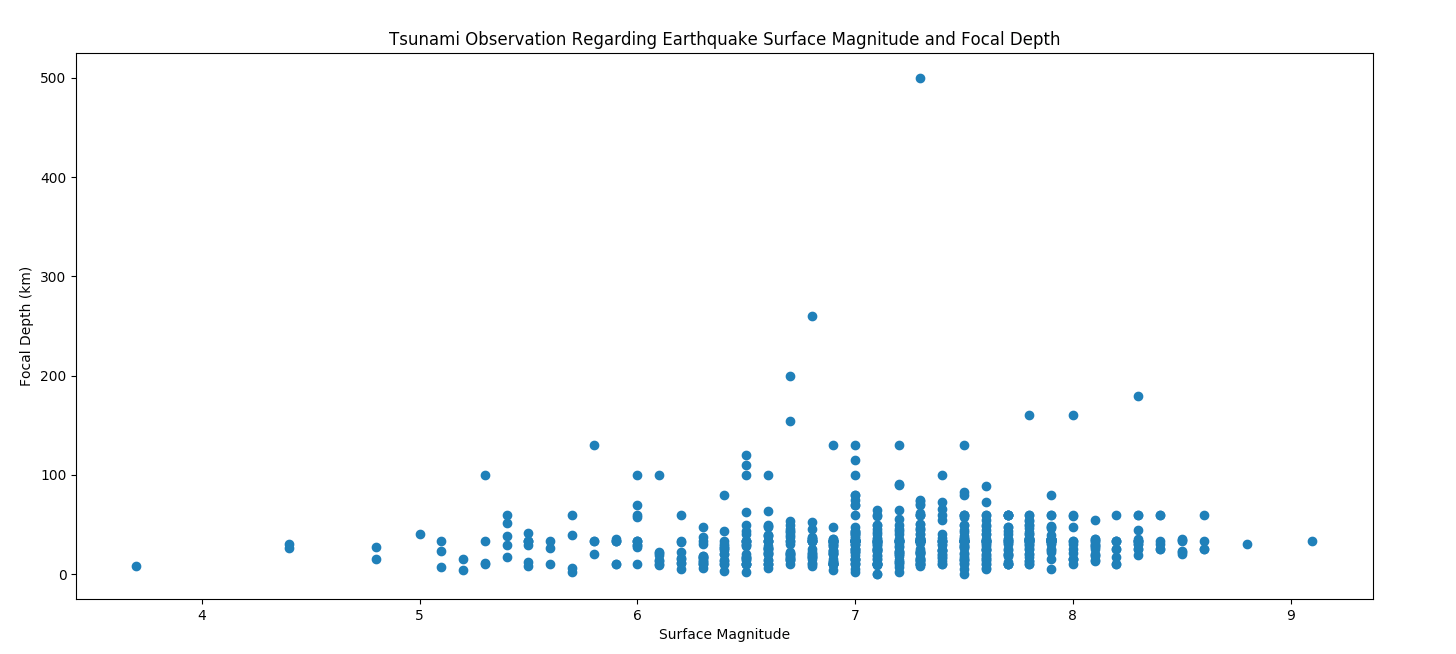 Tsunami Observation Regarding Earthquake Surface Magnitude and Focal Depth
500
400
300
200
100
0
Focal Depth (km)
4 5 6 7 8 9
Surface Magnitude